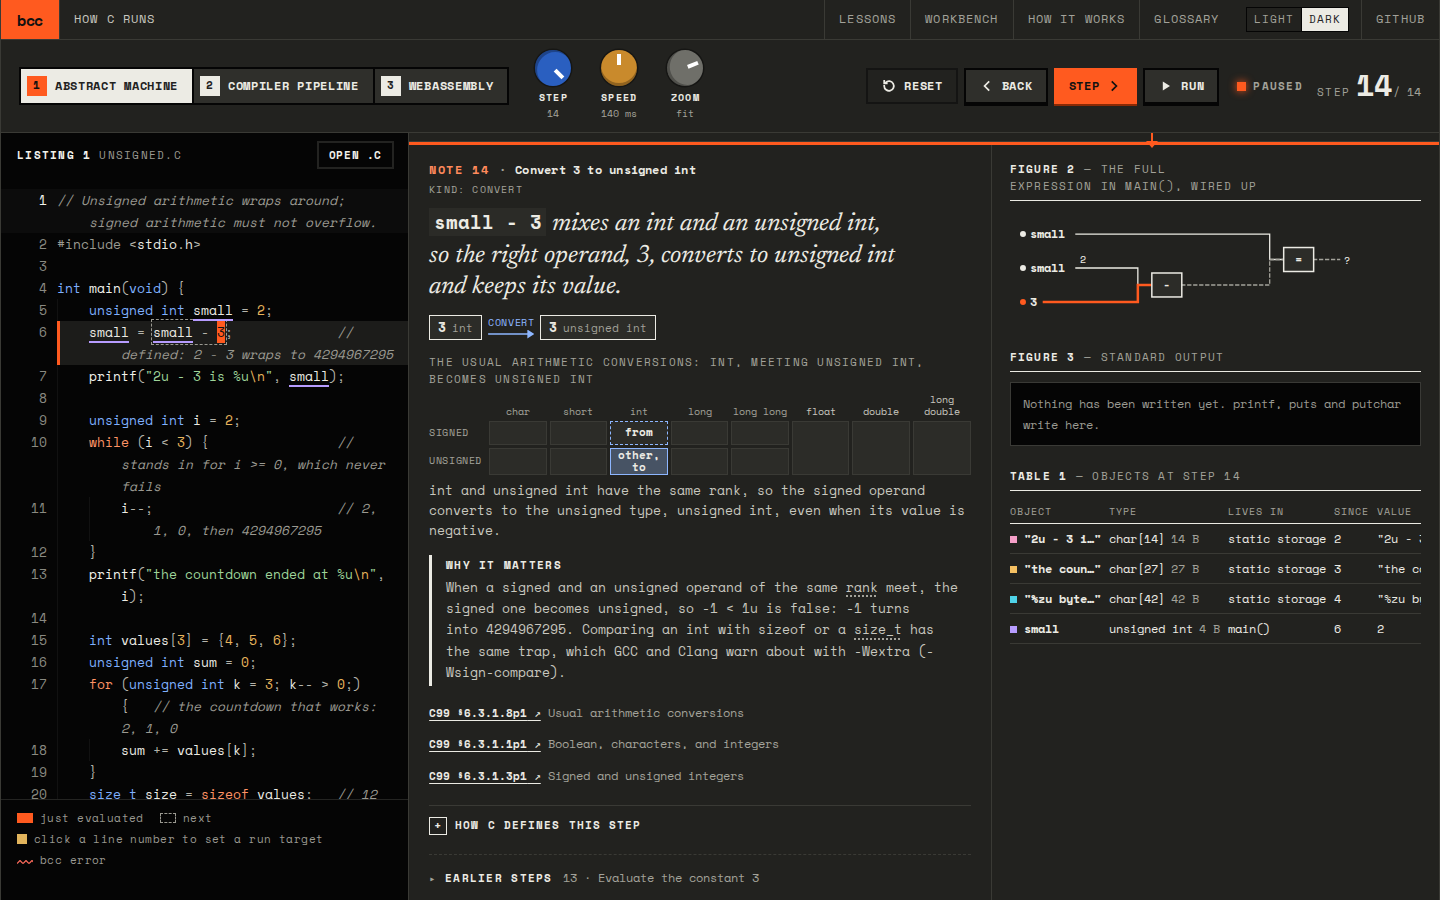 bcc HOW C RUNS LESSONS WORKBENCH HOW IT WORKS GLOSSARY LIGHT DARK GITHUB
1 ABSTRACT MACHINE 2 COMPILER PIPELINE 3 WEBASSEMBLY
STEP SPEED ZOOM
14 140 ms fit
RESET BACK STEP RUN PAUSED STEP 14 / 14
LISTING 1 UNSIGNED.C OPEN .C
1 // Unsigned arithmetic wraps around;
signed arithmetic must not overflow.
2 #include <stdio.h>
3
4 int main(void) {
5 unsigned int small = 2;
6 small = small - 3; //
defined: 2 - 3 wraps to 4294967295
7 printf("2u - 3 is %u\n", small);
8
9 unsigned int i = 2;
10 while (i < 3) { //
stands in for i >= 0, which never
fails
11 i--; // 2,
1, 0, then 4294967295
12 }
13 printf("the countdown ended at %u\n",
i);
14
15 int values[3] = {4, 5, 6};
16 unsigned int sum = 0;
17 for (unsigned int k = 3; k-- > 0;)
{ // the countdown that works:
2, 1, 0
18 sum += values[k];
19 }
20 size_t size = sizeof values; // 12
just evaluated next
click a line number to set a run target
bcc error
NOTE 14 · Convert 3 to unsigned int
KIND: CONVERT
small - 3 mixes an int and an unsigned int,
so the right operand, 3, converts to unsigned int
and keeps its value.
3 int CONVERT 3 unsigned int
THE USUAL ARITHMETIC CONVERSIONS: INT, MEETING UNSIGNED INT,
BECOMES UNSIGNED INT
char short int long long long float double long double
SIGNED from
UNSIGNED other, to
int and unsigned int have the same rank, so the signed operand
converts to the unsigned type, unsigned int, even when its value is
negative.
WHY IT MATTERS
When a signed and an unsigned operand of the same rank meet, the
signed one becomes unsigned, so -1 < 1u is false: -1 turns
into 4294967295. Comparing an int with sizeof or a size_t has
the same trap, which GCC and Clang warn about with -Wextra (-
Wsign-compare).
C99 §6.3.1.8p1 ↗ Usual arithmetic conversions
C99 §6.3.1.1p1 ↗ Boolean, characters, and integers
C99 §6.3.1.3p1 ↗ Signed and unsigned integers
+ HOW C DEFINES THIS STEP
▸ EARLIER STEPS 13 · Evaluate the constant 3
FIGURE 2 — THE FULL
EXPRESSION IN MAIN(), WIRED UP
small
small 2
3
- = ?
FIGURE 3 — STANDARD OUTPUT
Nothing has been written yet. printf, puts and putchar
write here.
TABLE 1 — OBJECTS AT STEP 14
OBJECT TYPE LIVES IN SINCE VALUE
"2u - 3 i…" char[14] 14 B static storage 2 "2u -
"the coun…" char[27] 27 B static storage 3 "the
"%zu byte…" char[42] 42 B static storage 4 "%zu
small unsigned int 4 B main() 6 2